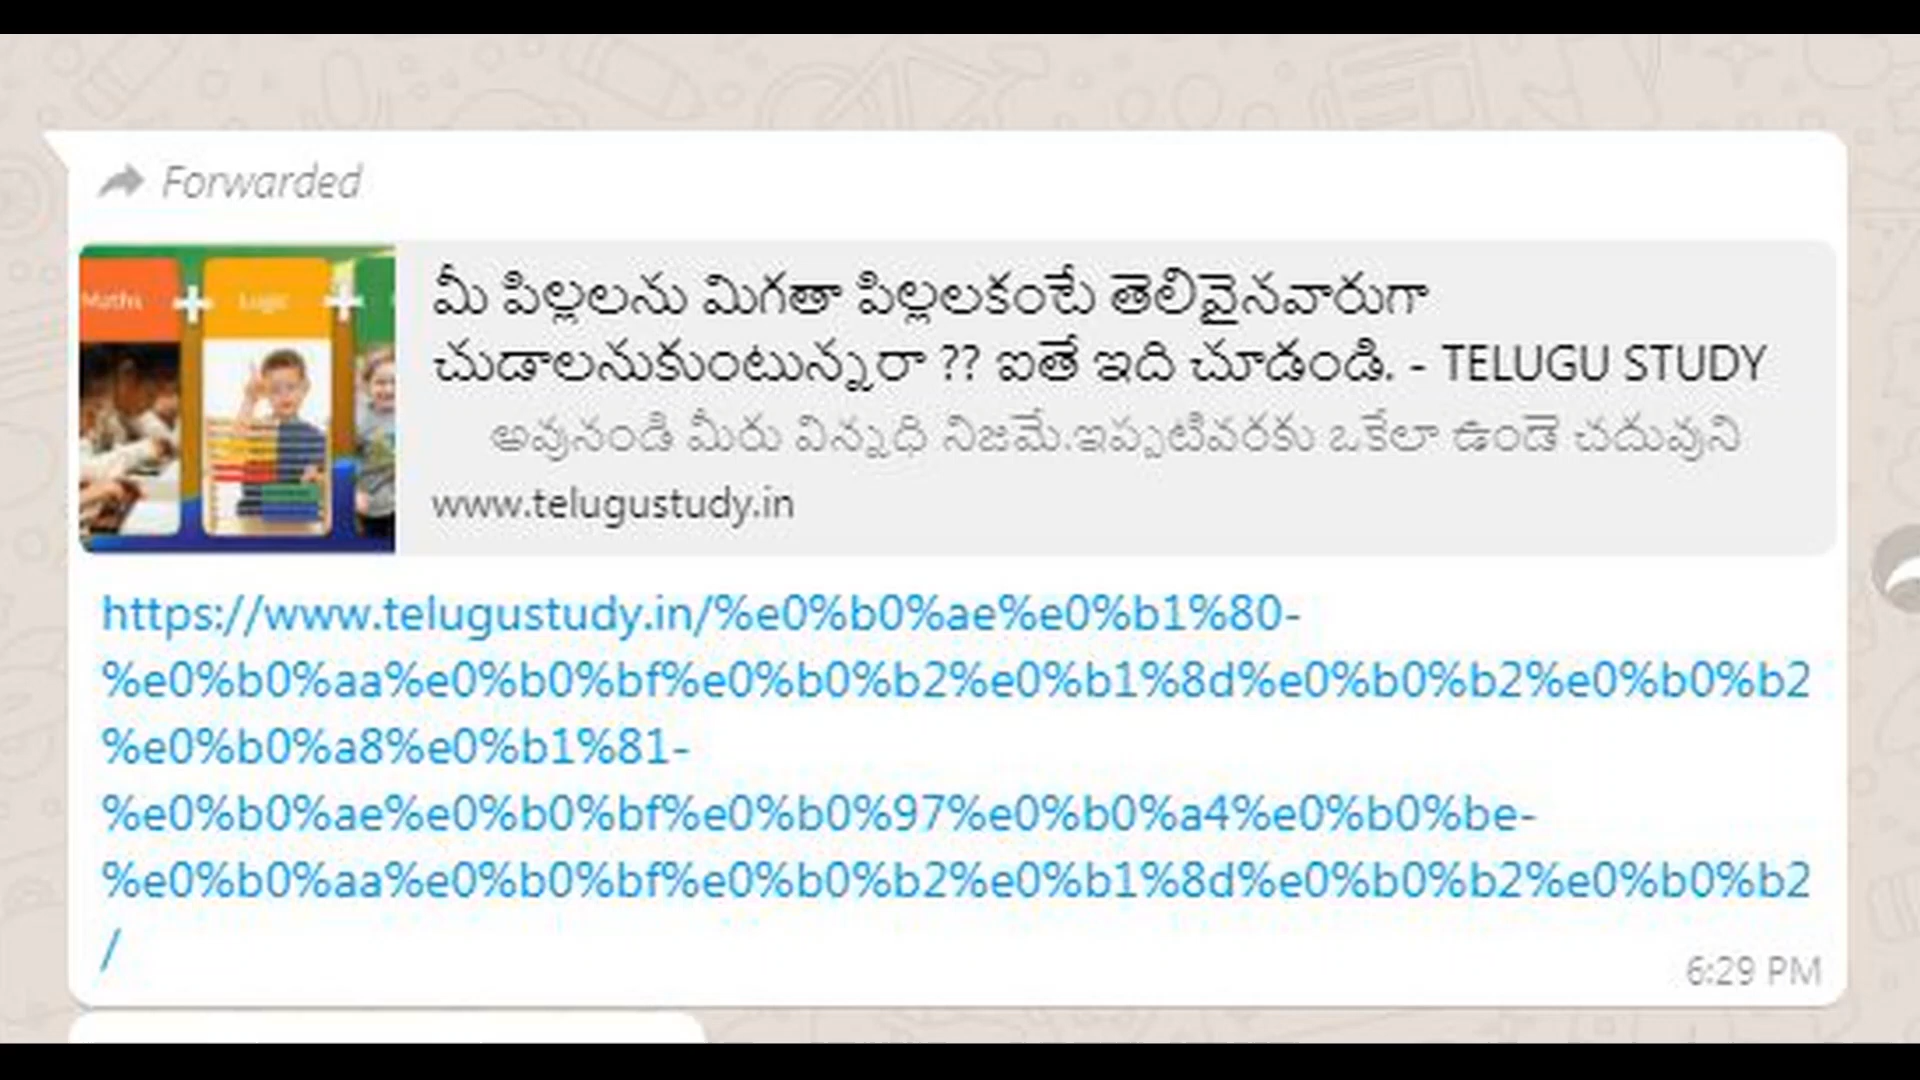 Forwarded
Maths
Logic
మీ పిల్లలను మిగతా పిల్లలకంటే తెలివైనవారుగా
చుడాలనుకుంటున్నరా ?? ఐతే ఇది చూడండి. - TELUGU STUDY
అవునండి మీరు విన్నధి నిజమే.ఇప్పటివరకు ఒకేలా ఉండె చదువుని
www.telugustudy.in
https://www.telugustudy.in/%e0%b0%ae%e0%b1%80-
%e0%b0%aa%e0%b0%bf%e0%b0%b2%e0%b1%8d%e0%b0%b2%e0%b0%b2
%e0%b0%a8%e0%b1%81-
%e0%b0%ae%e0%b0%bf%e0%b0%97%e0%b0%a4%e0%b0%be-
%e0%b0%aa%e0%b0%bf%e0%b0%b2%e0%b1%8d%e0%b0%b2%e0%b0%b2
/
6:29 PM